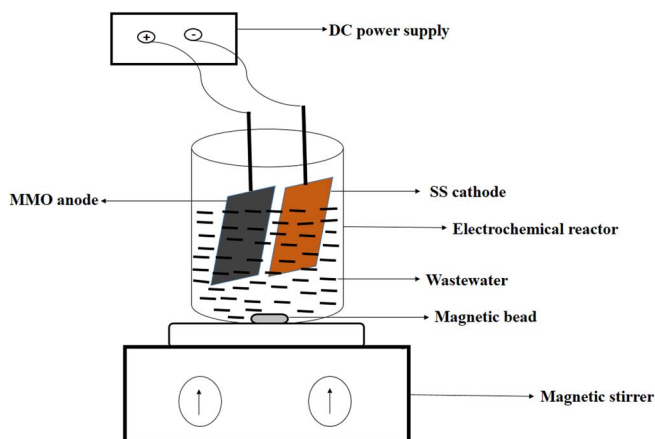 +
-
DC power supply
MMO anode
SS cathode
Electrochemical reactor
Wastewater
Magnetic bead
Magnetic stirrer